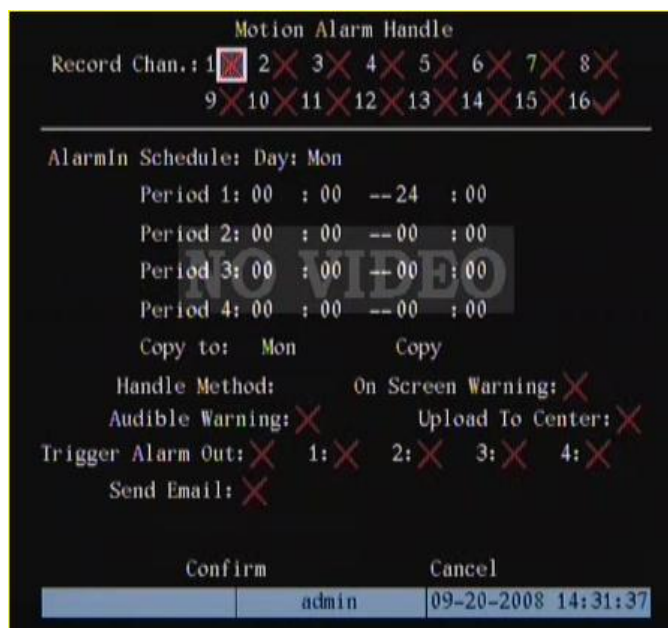 Motion Alarm Handle
Record Chan.: 1 2 3 4 5 6 7 8
9 10 11 12 13 14 15 16
AlarmIn Schedule: Day: Mon
Period 1: 00 : 00 --24 : 00
Period 2: 00 : 00 --00 : 00
NO VIDEO
Period 3: 00 : 00 --00 : 00
Period 4: 00 : 00 --00 : 00
Copy to: Mon Copy
Handle Method: On Screen Warning:
Audible Warning: Upload To Center:
Trigger Alarm Out: 1: 2: 3: 4:
Send Email:
Confirm Cancel
admin 09-20-2008 14:31:37